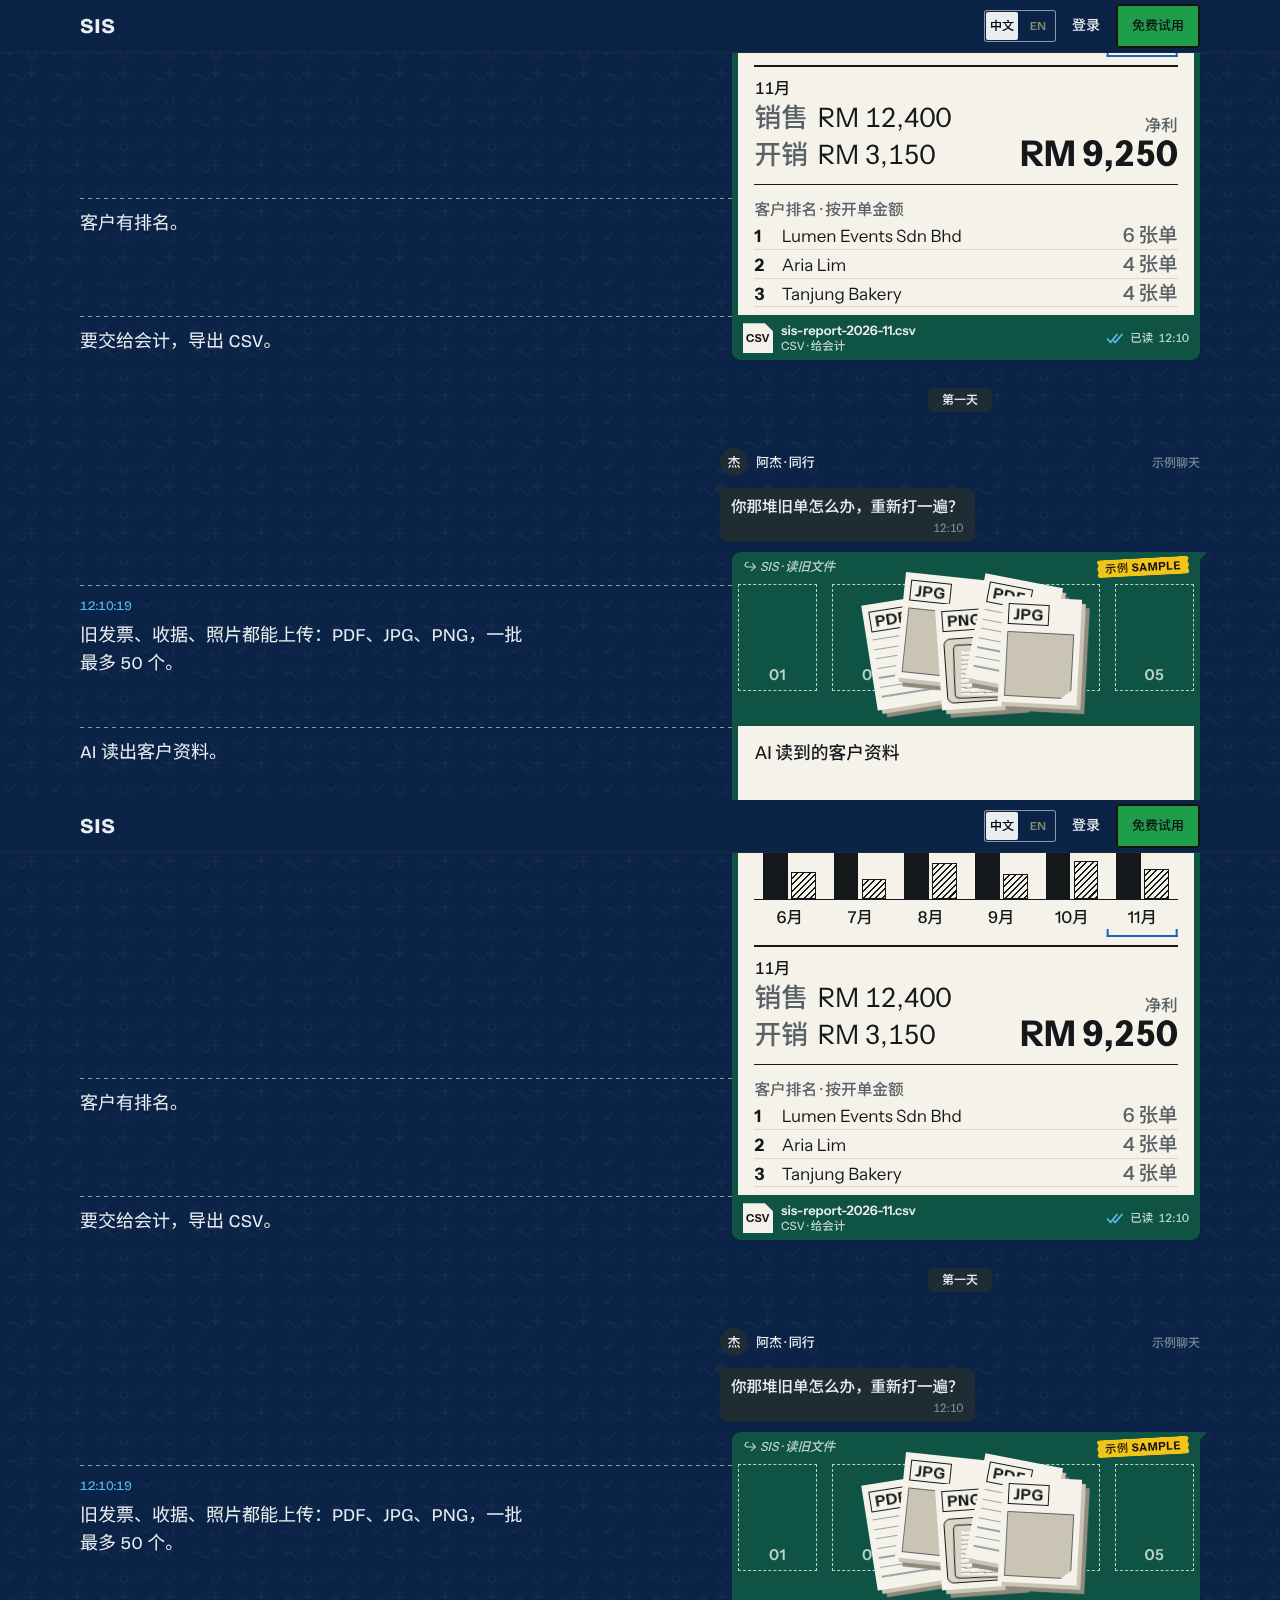 SIS
中文 EN 登录 免费试用
11月
销售 RM 12,400
开销 RM 3,150
净利
RM 9,250
客户有排名。
客户排名·按开单金额
1 Lumen Events Sdn Bhd 6 张单
2 Aria Lim 4 张单
3 Tanjung Bakery 4 张单
要交给会计，导出 CSV。
CSV
sis-report-2026-11.csv
CSV·给会计
已读 12:10
第一天
杰 阿杰·同行 示例聊天
你那堆旧单怎么办，重新打一遍？
12:10
SIS·读旧文件
示例 SAMPLE
JPG
PDF
PNG
JPG
01
05
12:10:19
旧发票、收据、照片都能上传：PDF、JPG、PNG，一批
最多 50 个。
AI 读出客户资料。
AI 读到的客户资料
SIS
中文 EN 登录 免费试用
6月 7月 8月 9月 10月 11月
11月
销售 RM 12,400
开销 RM 3,150
净利
RM 9,250
客户有排名。
客户排名·按开单金额
1 Lumen Events Sdn Bhd 6 张单
2 Aria Lim 4 张单
3 Tanjung Bakery 4 张单
要交给会计，导出 CSV。
CSV
sis-report-2026-11.csv
CSV·给会计
已读 12:10
第一天
杰 阿杰·同行 示例聊天
你那堆旧单怎么办，重新打一遍？
12:10
SIS·读旧文件
示例 SAMPLE
JPG
PDF
PNG
JPG
01
05
12:10:19
旧发票、收据、照片都能上传：PDF、JPG、PNG，一批
最多 50 个。